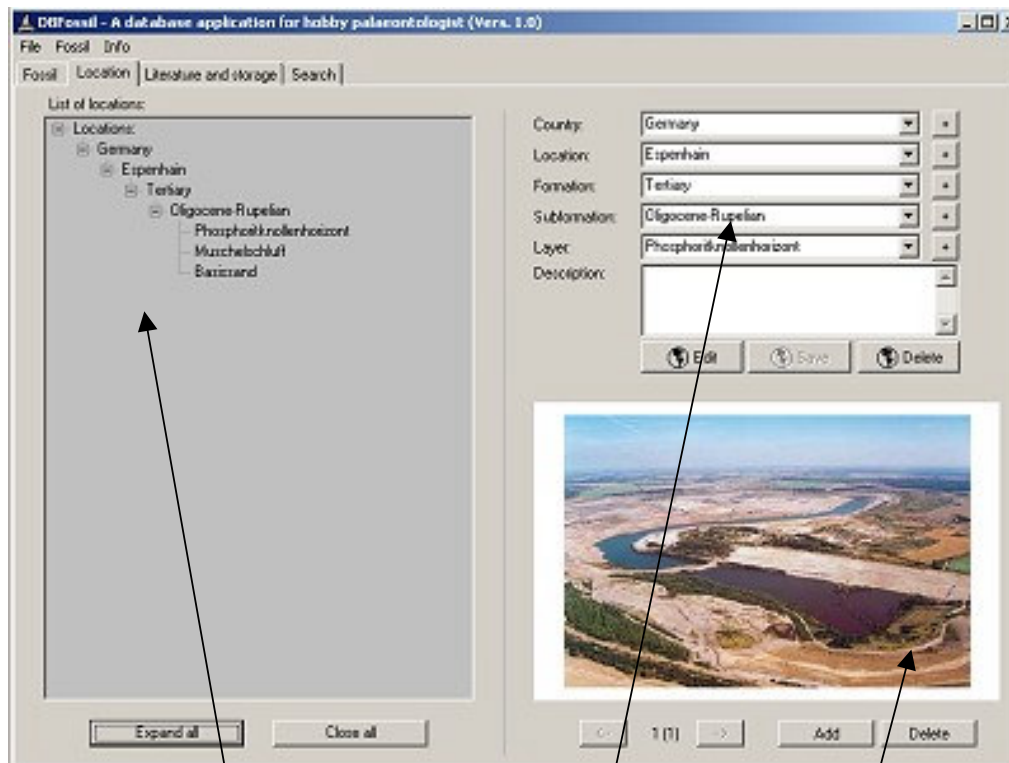 DBFossil - A database application for hobby palaeontologist (Vers. 1.0)
File Fossil Info
Fossil Location Literature and storage Search
List of locations:
Locations:
Germany
Espenhain
Tertiary
Oligocene-Rupelian
Phosphoritknollenhorizont
Muschelschluff
Basissand
Country: Germany +
Location: Espenhain +
Formation: Tertiary +
Subformation: Oligocene-Rupelian +
Layer: Phosphoritknollenhorizont +
Description:
Edit Save Delete
Expand all Close all
<- 1 (1) -> Add Delete